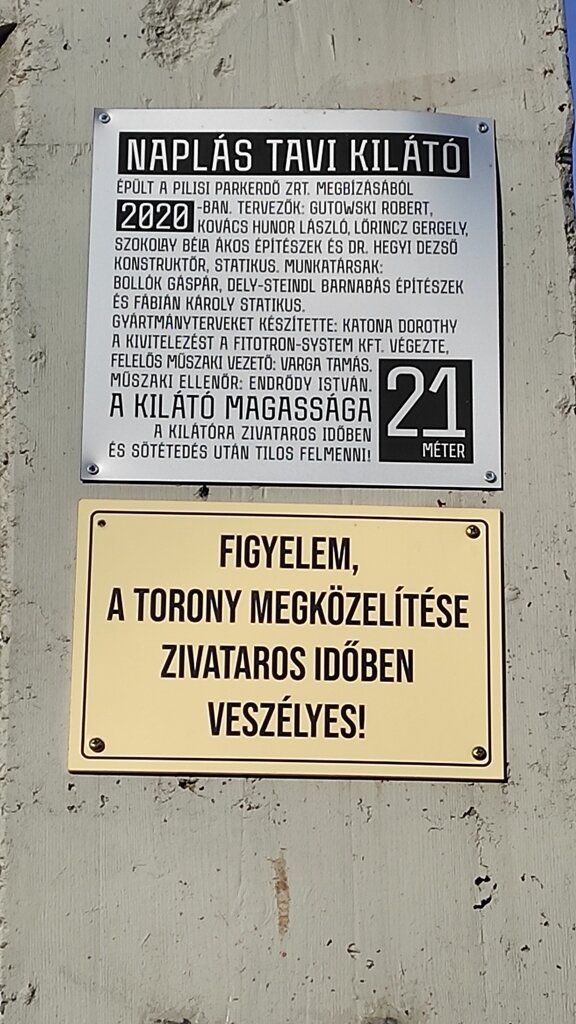 NAPLÁS TAVI KILÁTÓ
ÉPÜLT A PILISI PARKERDŐ ZRT. MEGBÍZÁSÁBÓL
2020 -BAN. TERVEZŐK: GUTOWSKI ROBERT,
KOVÁCS HUNOR LÁSZLÓ, LŐRINCZ GERGELY,
SZOKOLAY BÉLA ÁKOS ÉPÍTÉSZEK ÉS DR. HEGYI DEZSŐ
KONSTRUKTŐR, STATIKUS. MUNKATÁRSAK:
BOLLÓK GÁSPÁR, DELY-STEINDL BARNABÁS ÉPÍTÉSZEK
ÉS FÁBIÁN KÁROLY STATIKUS.
GYÁRTMÁNYTERVEKET KÉSZÍTETTE: KATONA DOROTHY
A KIVITELEZÉST A FITOTRON-SYSTEM KFT. VÉGEZTE,
FELELŐS MŰSZAKI VEZETŐ: VARGA TAMÁS.
MŰSZAKI ELLENŐR: ENDRŐDY ISTVÁN.
A KILÁTÓ MAGASSÁGA 21
MÉTER
A KILÁTÓRA ZIVATAROS IDŐBEN
ÉS SÖTÉTEDÉS UTÁN TILOS FELMENNI!
FIGYELEM,
A TORONY MEGKÖZELÍTÉSE
ZIVATAROS IDŐBEN
VESZÉLYES!